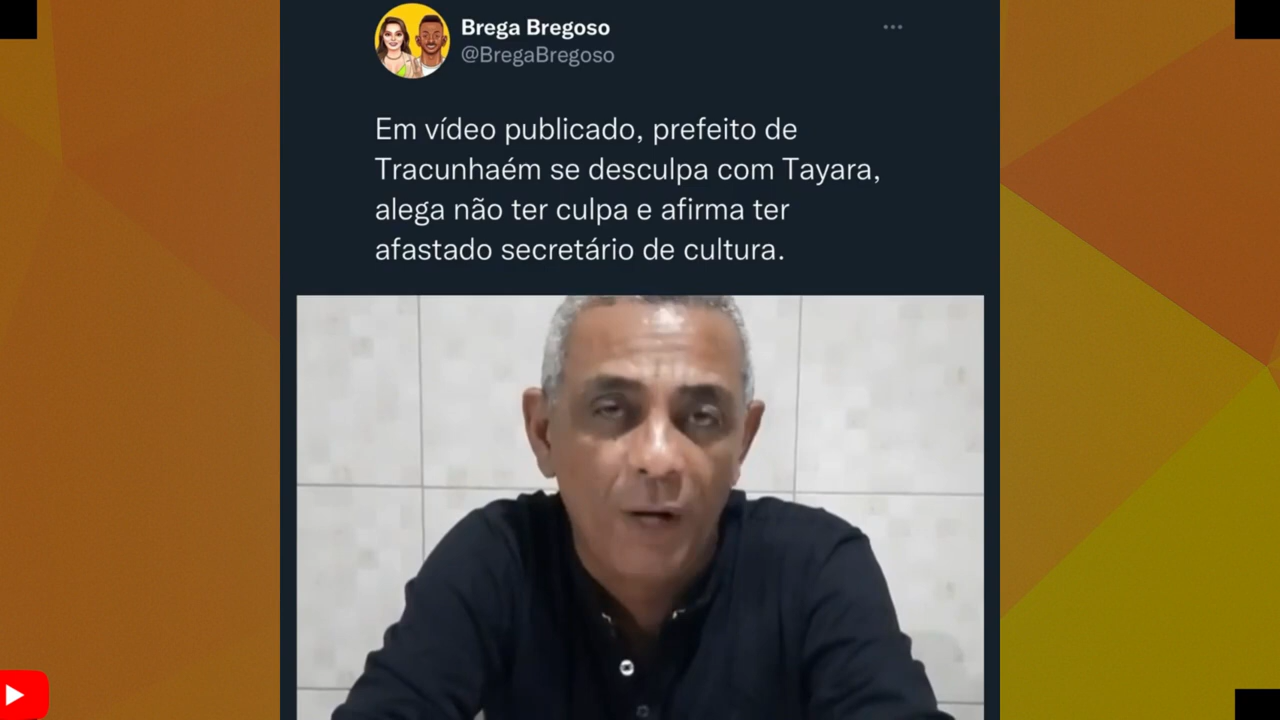 Brega Bregoso
@BregaBregoso
Em vídeo publicado, prefeito de
Tracunhaém se desculpa com Tayara,
alega não ter culpa e afirma ter
afastado secretário de cultura.